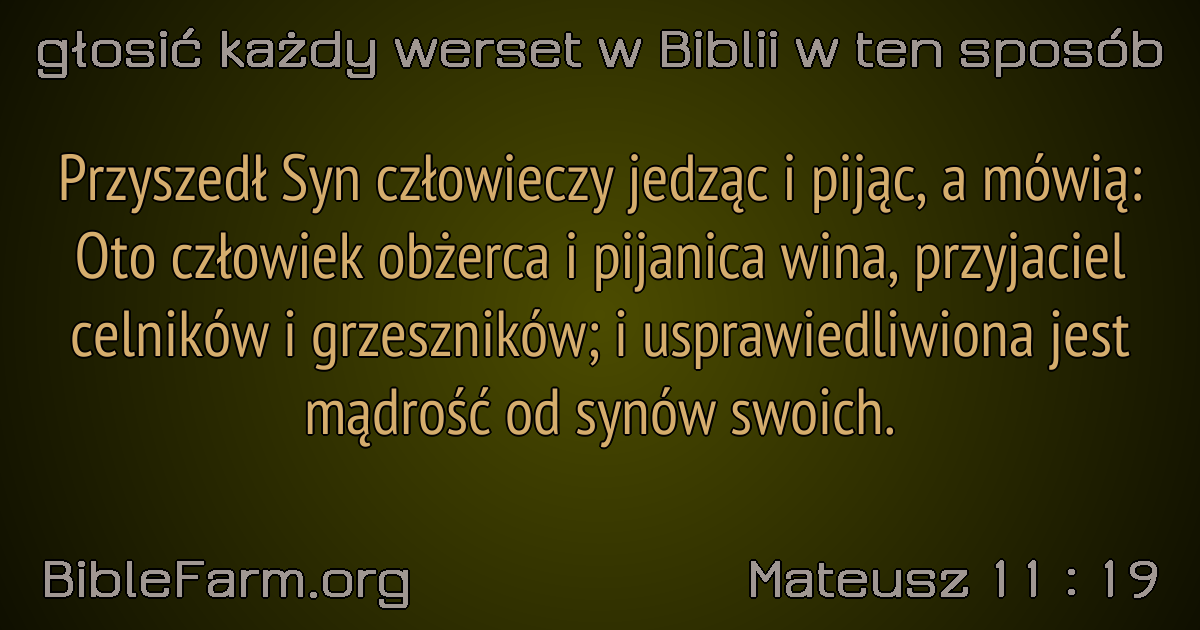 głosić każdy werset w Biblii w ten sposób
Przyszedł Syn człowieczy jedząc i pijąc, a mówią:
Oto człowiek obżerca i pijanica wina, przyjaciel
celników i grzeszników; i usprawiedliwiona jest
mądrość od synów swoich.
BibleFarm.org
Mateusz 11 : 19